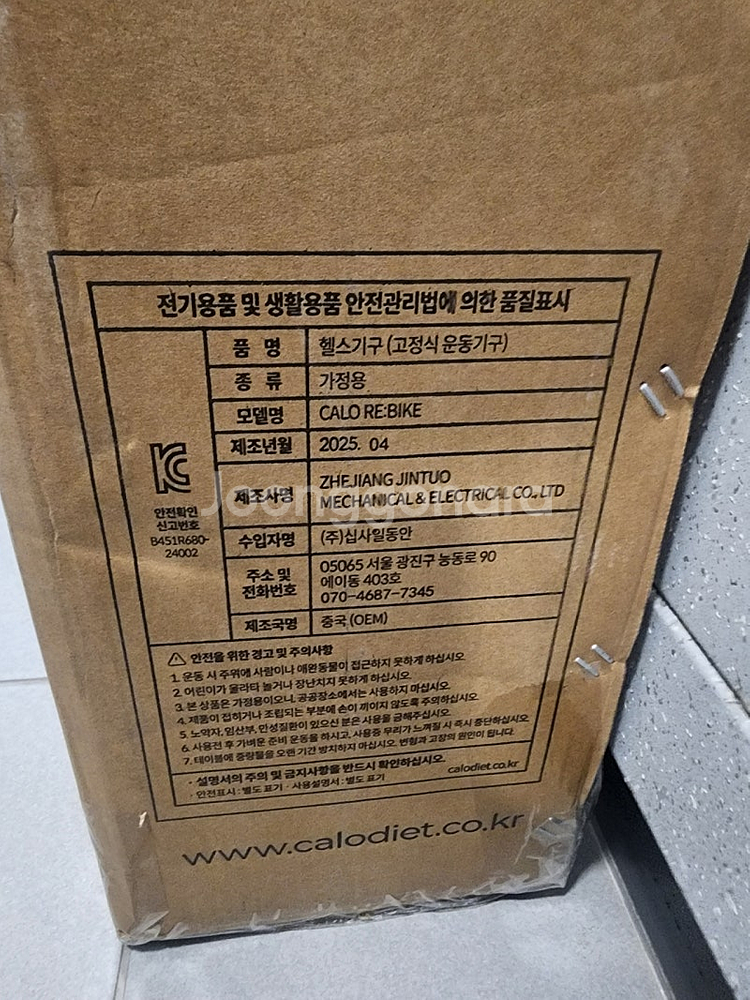 전기용품 및 생활용품 안전관리법에 의한 품질표시
품 명 헬스기구 (고정식 운동기구)
종 류 가정용
모델명 CALO RE:BIKE
제조년월 2025. 04
제조사명 ZHEJIANG JINTUO
MECHANICAL & ELECTRICAL CO., LTD
수입자명 (주)십사일동안
주소 및
전화번호
05065 서울 광진구 능동로 90
에이동 403호
070-4687-7345
제조국명 중국 (OEM)
안전확인
신고번호
B451R680-
24002
안전을 위한 경고 및 주의사항
1. 운동 시 주위에 사람이나 애완동물이 접근하지 못하게 하십시오.
2. 어린이가 올라타 놀거나 장난치지 못하게 하십시오.
3. 본 상품은 가정용이오니, 공공장소에서는 사용하지 마십시오.
4. 제품이 접히거나 조립되는 부분에 손이 끼이지 않도록 주의하십시오.
5. 노약자, 임산부, 만성질환이 있으신 분은 사용을 금해주십시오.
6. 사용전 후 가벼운 준비 운동을 하시고, 사용중 무리가 느껴질 시 즉시 중단하십시오.
7. 테이블에 중량물을 오랜 기간 방치하지 마십시오. 변형과 고장의 원인이 됩니다.
· 설명서의 주의 및 금지사항을 반드시 확인하십시오.
· 안전표시 : 별도 표기 · 사용설명서 : 별도 표기
calodiet.co.kr
www.calodiet.co.kr
Joonggonara